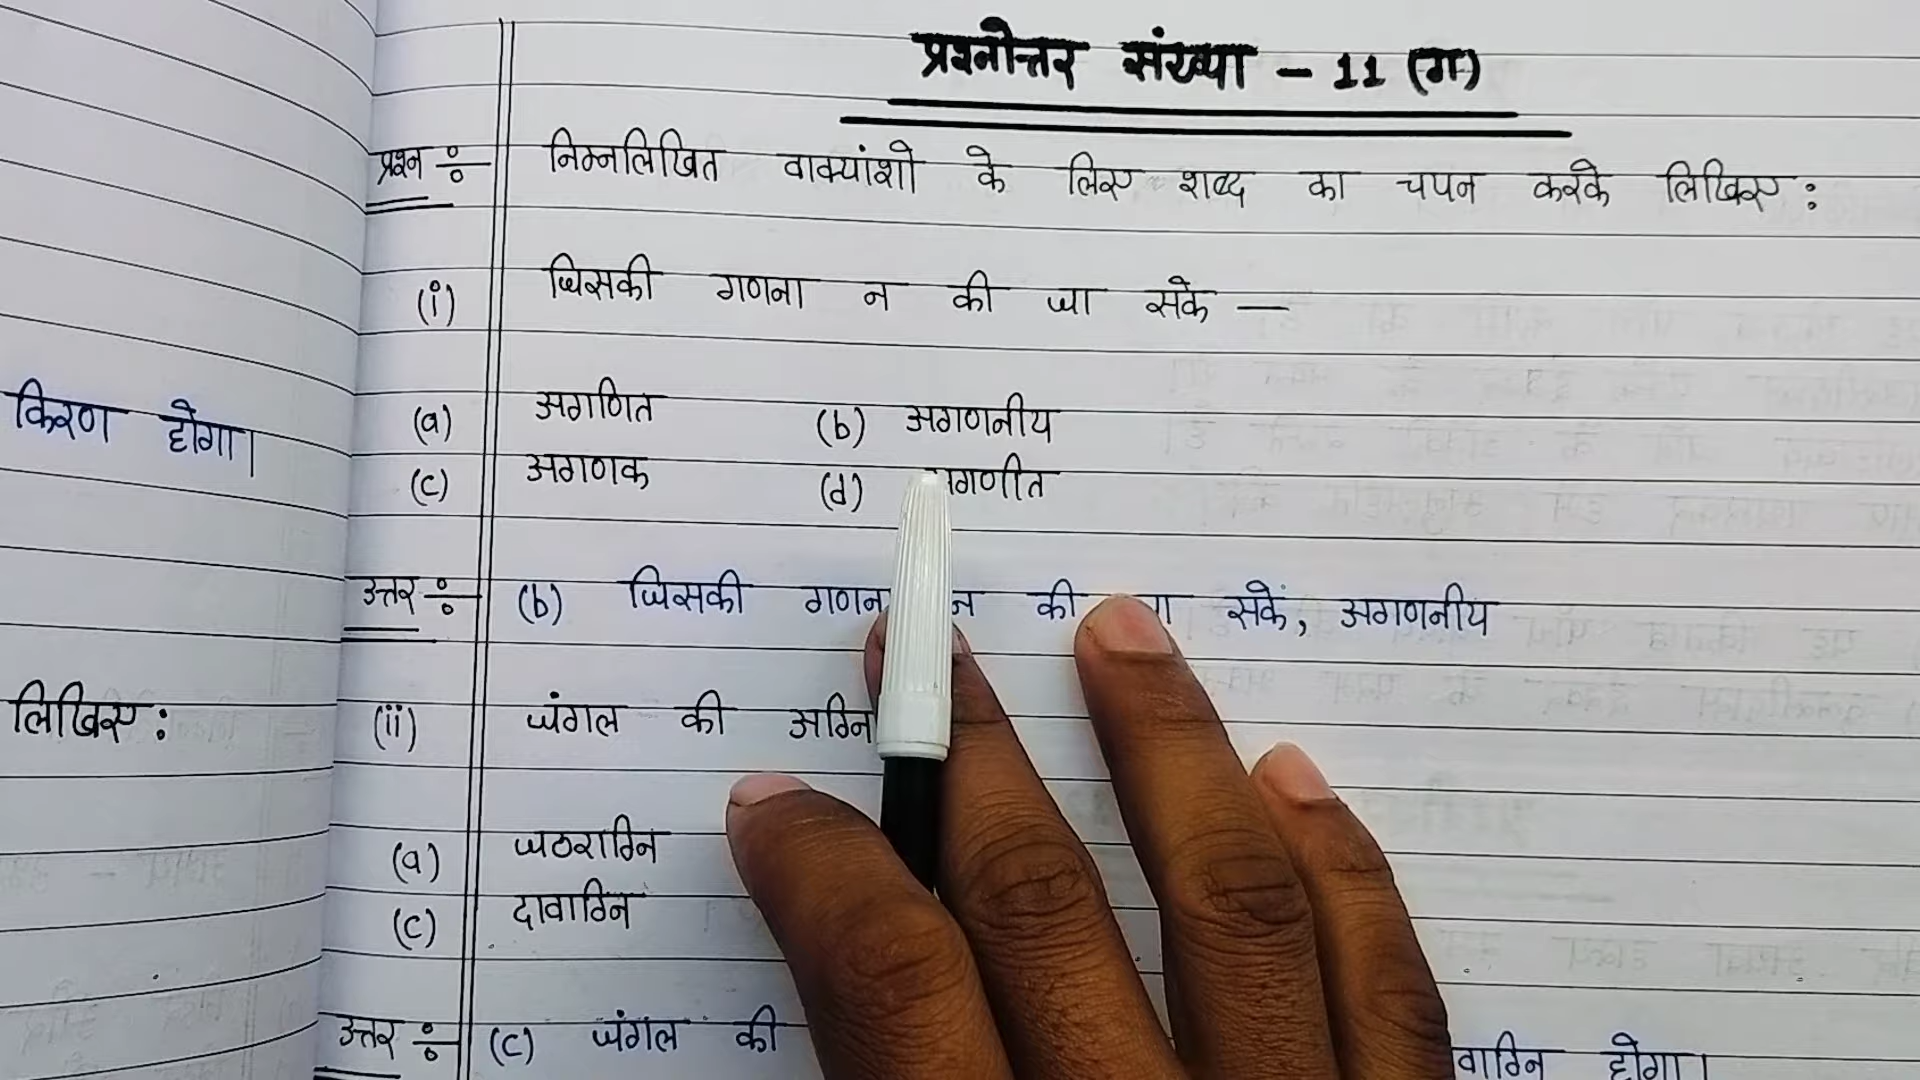 प्रश्नोत्तर संख्या - 11 (ग)
प्रश्न ÷ निम्नलिखित वाक्यांशो के लिए शब्द का चयन करके लिखिए:
(i) जिसकी गणना न की जा सके —
(a) अगणित (b) अगणनीय
(c) अगणक (d)
उत्तर ÷ (b) जिसकी न की सकें, अगणनीय
(ii) जंगल की अग्नि
(a) जठराग्नि
(c) दावाग्नि
उत्तर ÷ (c) जंगल की होगा।
किरण होगा।
लिखिए: